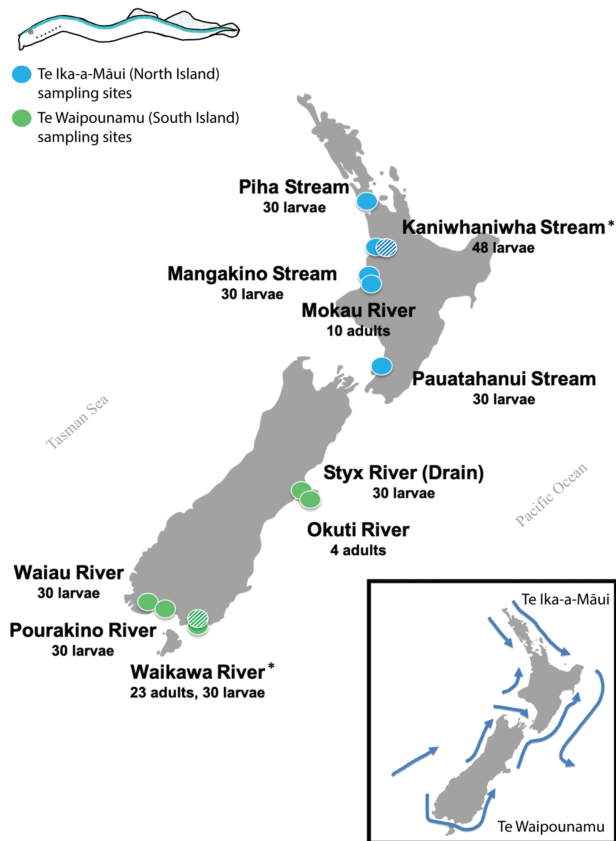 Te Ika-a-Māui (North Island)
sampling sites
Te Waipounamu (South Island)
sampling sites
Piha Stream
30 larvae
Kaniwhaniwha Stream*
48 larvae
Mangakino Stream
30 larvae
Mokau River
10 adults
Pauatahanui Stream
30 larvae
Tasman Sea
Styx River (Drain)
30 larvae
Pacific Ocean
Okuti River
4 adults
Waiau River
30 larvae
Pourakino River
30 larvae
Waikawa River*
23 adults, 30 larvae
Te Ika-a-Māui
Te Waipounamu